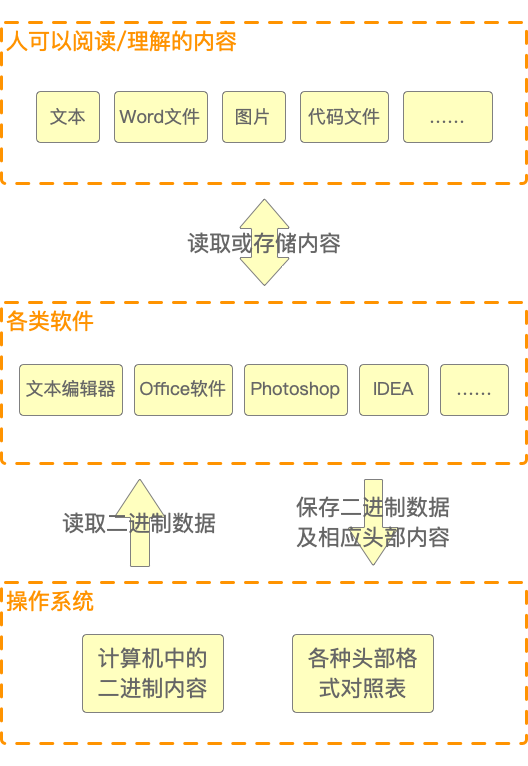 人可以阅读/理解的内容
文本
Word文件
图片
代码文件
......
读取或存储内容
各类软件
文本编辑器
Office软件
Photoshop
IDEA
......
读取二进制数据
保存二进制数据
及相应头部内容
操作系统
计算机中的
二进制内容
各种头部格
式对照表